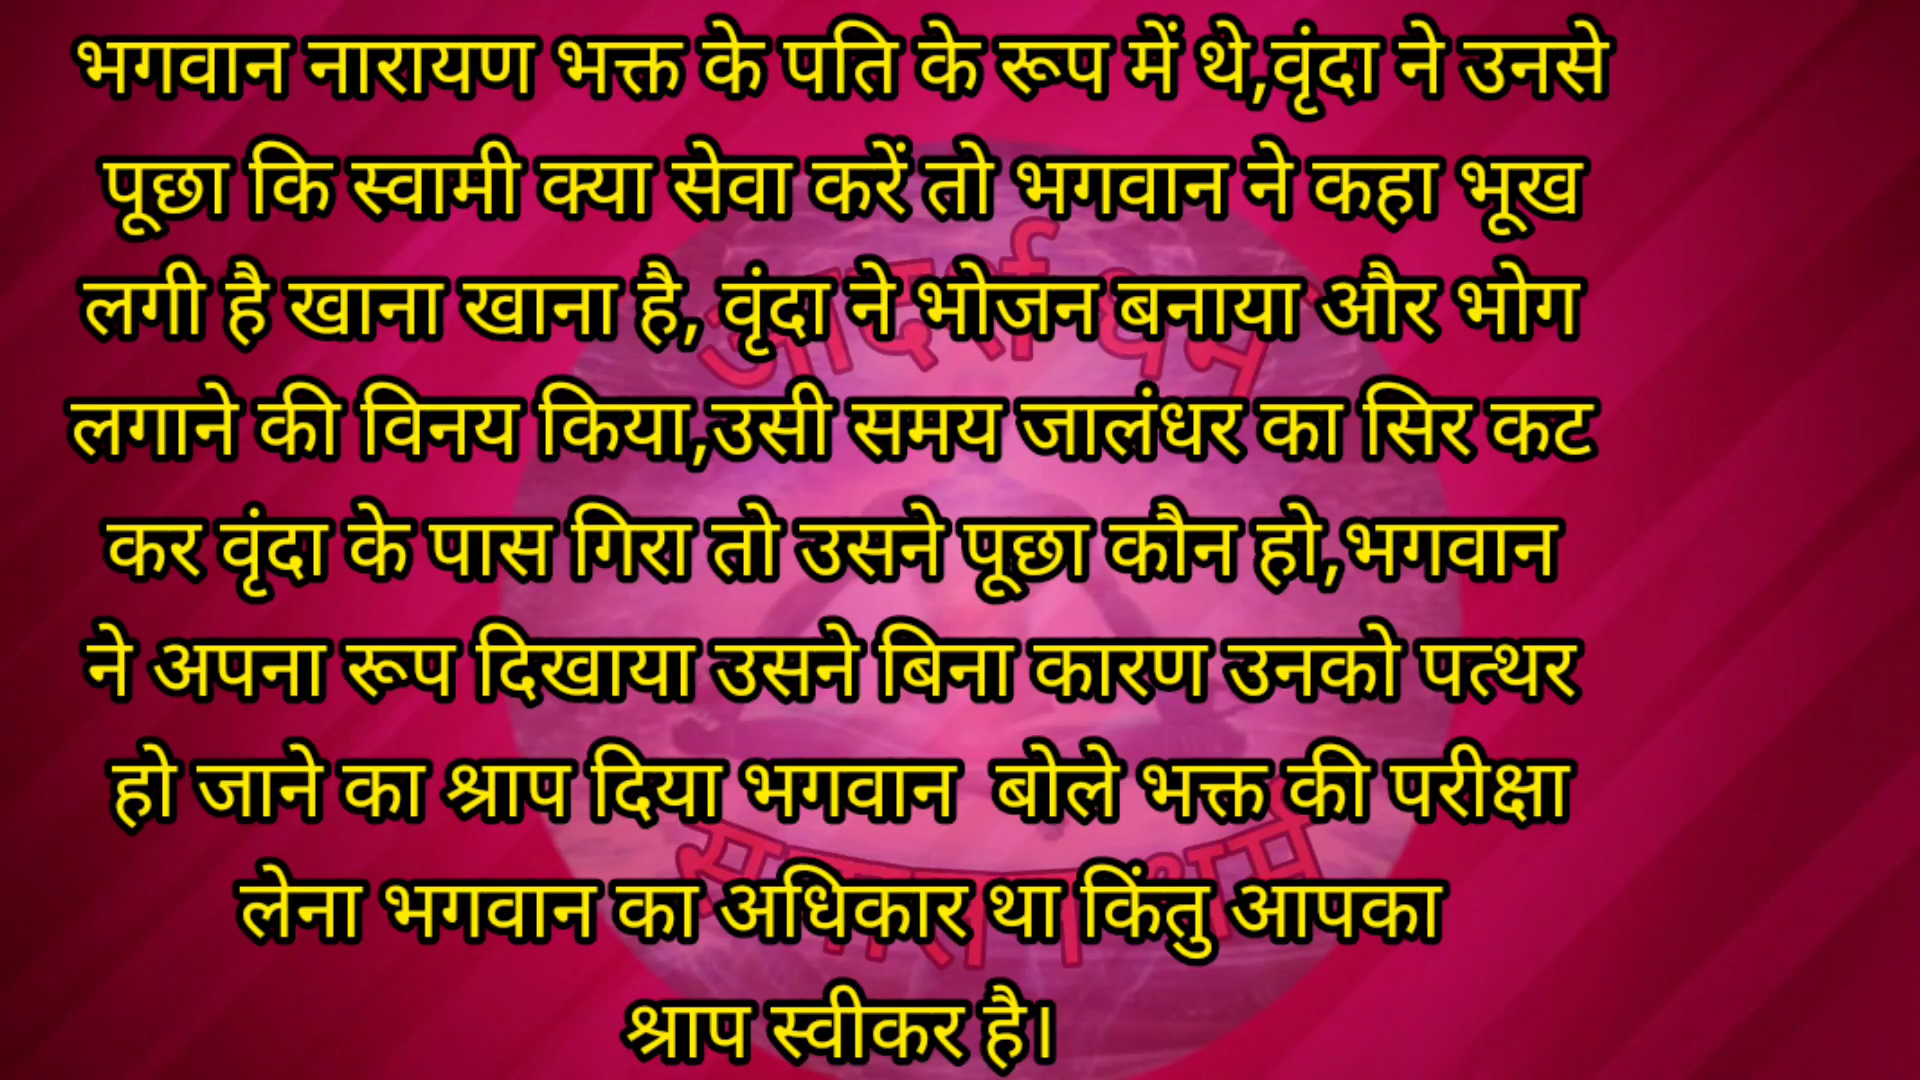 भगवान नारायण भक्त के पति के रूप में थे,वृंदा ने उनसे
पूछा कि स्वामी क्या सेवा करें तो भगवान ने कहा भूख
लगी है खाना खाना है, वृंदा ने भोजन बनाया और भोग
लगाने की विनय किया,उसी समय जालंधर का सिर कट
कर वृंदा के पास गिरा तो उसने पूछा कौन हो,भगवान
ने अपना रूप दिखाया उसने बिना कारण उनको पत्थर
हो जाने का श्राप दिया भगवान  बोले भक्त की परीक्षा
लेना भगवान का अधिकार था किंतु आपका
श्राप स्वीकर है।